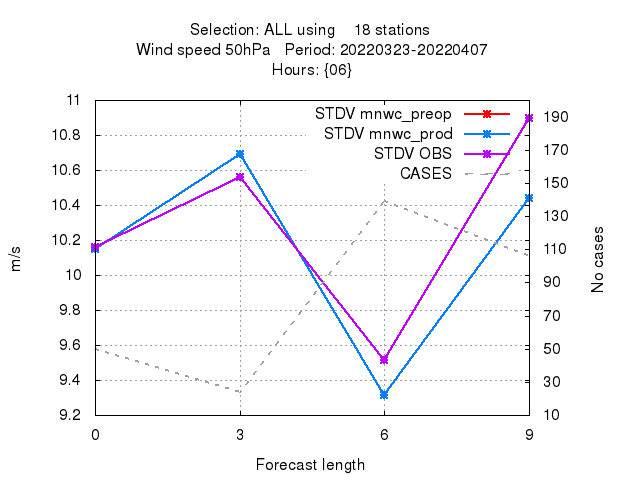 Selection: ALL using    18 stations
Wind speed 50hPa   Period: 20220323-20220407
Hours: {06}
STDV mnwc_preop
STDV mnwc_prod
STDV OBS
CASES
11
10.8
10.6
10.4
10.2
10
9.8
9.6
9.4
9.2
m/s
190
170
150
130
110
90
70
50
30
10
No cases
0 3 6 9
Forecast length